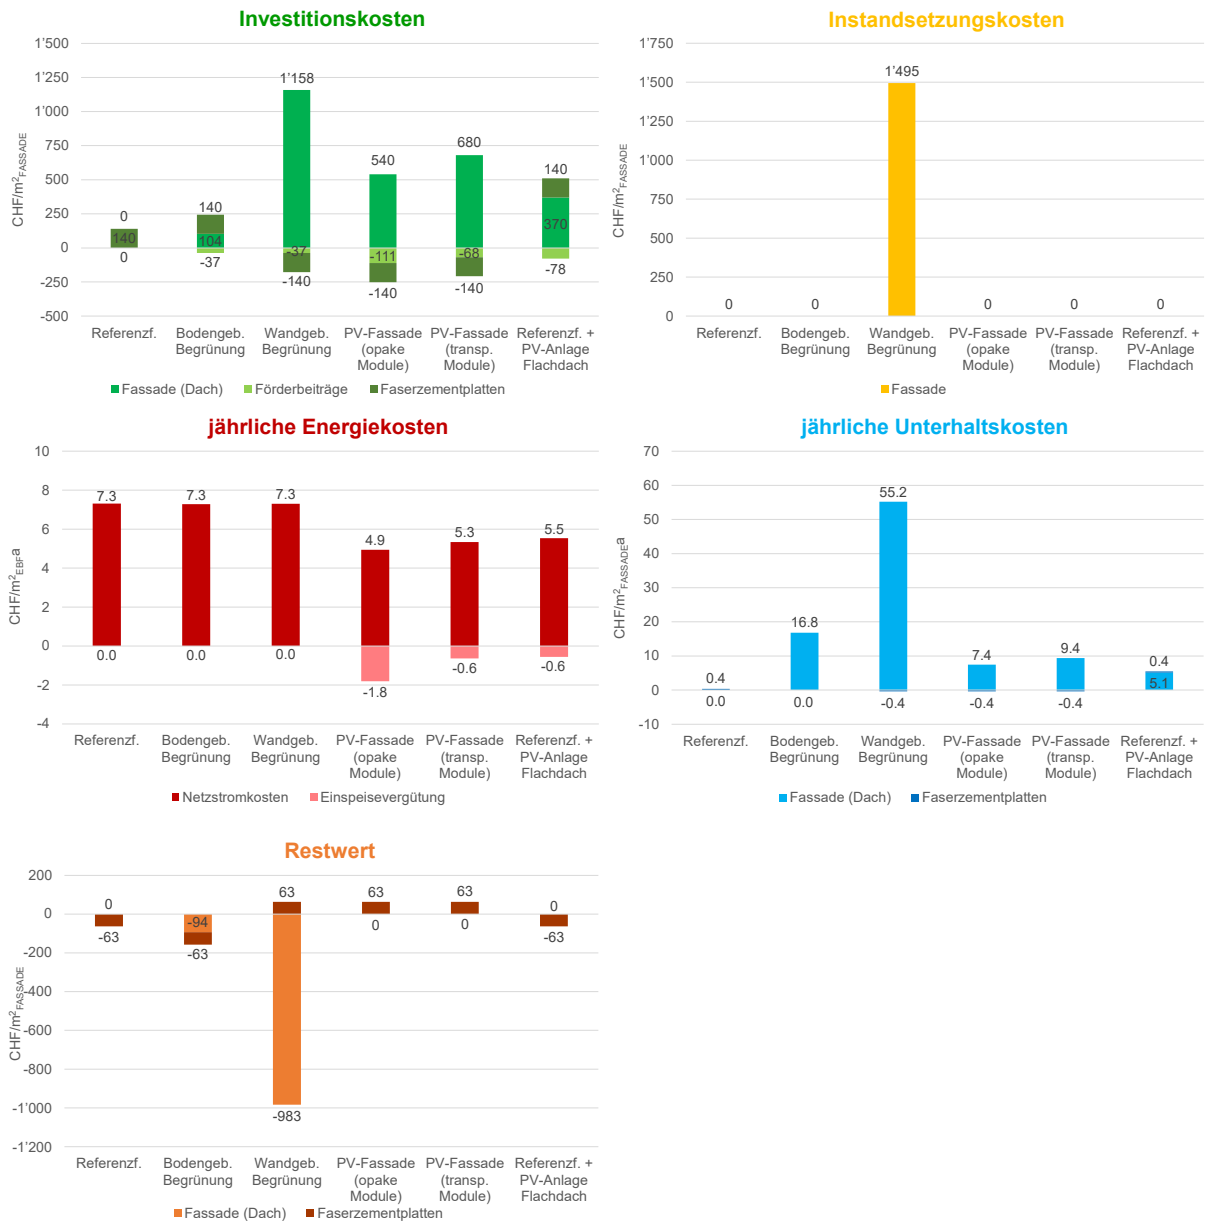 Investitionskosten
1’500
1’250
1’000
750
500
250
0
-250
-500
CHF/m²FASSADE
0
140
0
140
104
-37
1’158
-37
-140
540
-111
-140
680
-68
-140
140
370
-78
Referenzf.
Bodengeb.
Begrünung
Wandgeb.
Begrünung
PV-Fassade
(opake
Module)
PV-Fassade
(transp.
Module)
Referenzf. +
PV-Anlage
Flachdach
Fassade (Dach)
Förderbeiträge
Faserzementplatten
Instandsetzungskosten
1’750
1’500
1’250
1’000
750
500
250
0
CHF/m²FASSADE
0
0
1’495
0
0
0
Referenzf.
Bodengeb.
Begrünung
Wandgeb.
Begrünung
PV-Fassade
(opake
Module)
PV-Fassade
(transp.
Module)
Referenzf. +
PV-Anlage
Flachdach
Fassade
jährliche Energiekosten
10
8
6
4
2
0
-2
-4
CHF/m²EBFa
7.3
0.0
7.3
0.0
7.3
0.0
4.9
-1.8
5.3
-0.6
5.5
-0.6
Referenzf.
Bodengeb.
Begrünung
Wandgeb.
Begrünung
PV-Fassade
(opake
Module)
PV-Fassade
(transp.
Module)
Referenzf. +
PV-Anlage
Flachdach
Netzstromkosten
Einspeisevergütung
jährliche Unterhaltskosten
70
60
50
40
30
20
10
0
-10
CHF/m²FASSADEa
0.4
0.0
16.8
0.0
55.2
-0.4
7.4
-0.4
9.4
-0.4
0.4
5.1
Referenzf.
Bodengeb.
Begrünung
Wandgeb.
Begrünung
PV-Fassade
(opake
Module)
PV-Fassade
(transp.
Module)
Referenzf. +
PV-Anlage
Flachdach
Fassade (Dach)
Faserzementplatten
Restwert
200
0
-200
-400
-600
-800
-1’000
-1’200
CHF/m²FASSADE
0
-63
-94
-63
63
-983
63
0
63
0
0
-63
Referenzf.
Bodengeb.
Begrünung
Wandgeb.
Begrünung
PV-Fassade
(opake
Module)
PV-Fassade
(transp.
Module)
Referenzf. +
PV-Anlage
Flachdach
Fassade (Dach)
Faserzementplatten